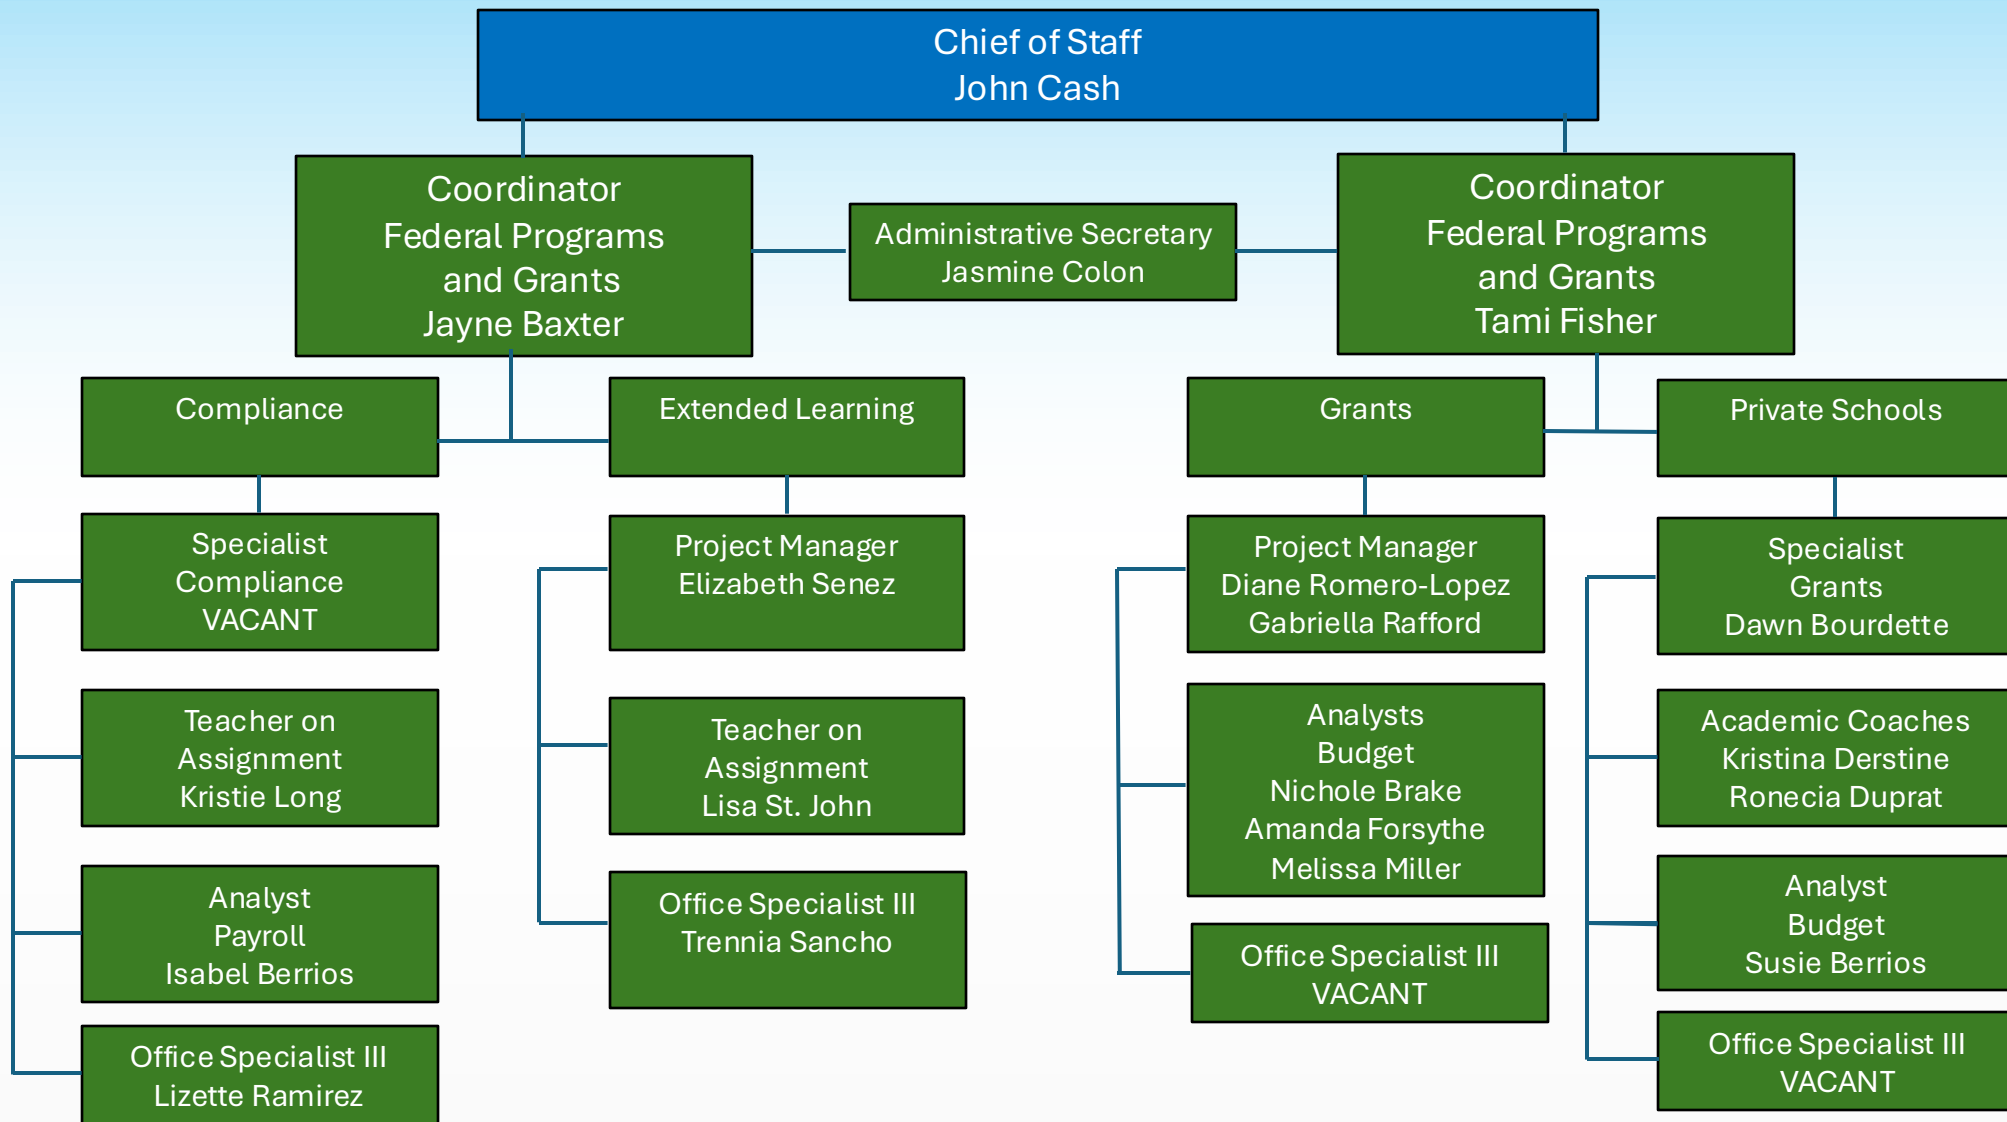 Chief of Staff
John Cash
Coordinator
Federal Programs
and Grants
Jayne Baxter
Administrative Secretary
Jasmine Colon
Coordinator
Federal Programs
and Grants
Tami Fisher
Compliance
Extended Learning
Grants
Private Schools
Specialist
Compliance
VACANT
Teacher on
Assignment
Kristie Long
Analyst
Payroll
Isabel Berrios
Office Specialist III
Lizette Ramirez
Project Manager
Elizabeth Senez
Teacher on
Assignment
Lisa St. John
Office Specialist III
Trennia Sancho
Project Manager
Diane Romero-Lopez
Gabriella Rafford
Analysts
Budget
Nichole Brake
Amanda Forsythe
Melissa Miller
Office Specialist III
VACANT
Specialist
Grants
Dawn Bourdette
Academic Coaches
Kristina Derstine
Ronecia Duprat
Analyst
Budget
Susie Berrios
Office Specialist III
VACANT